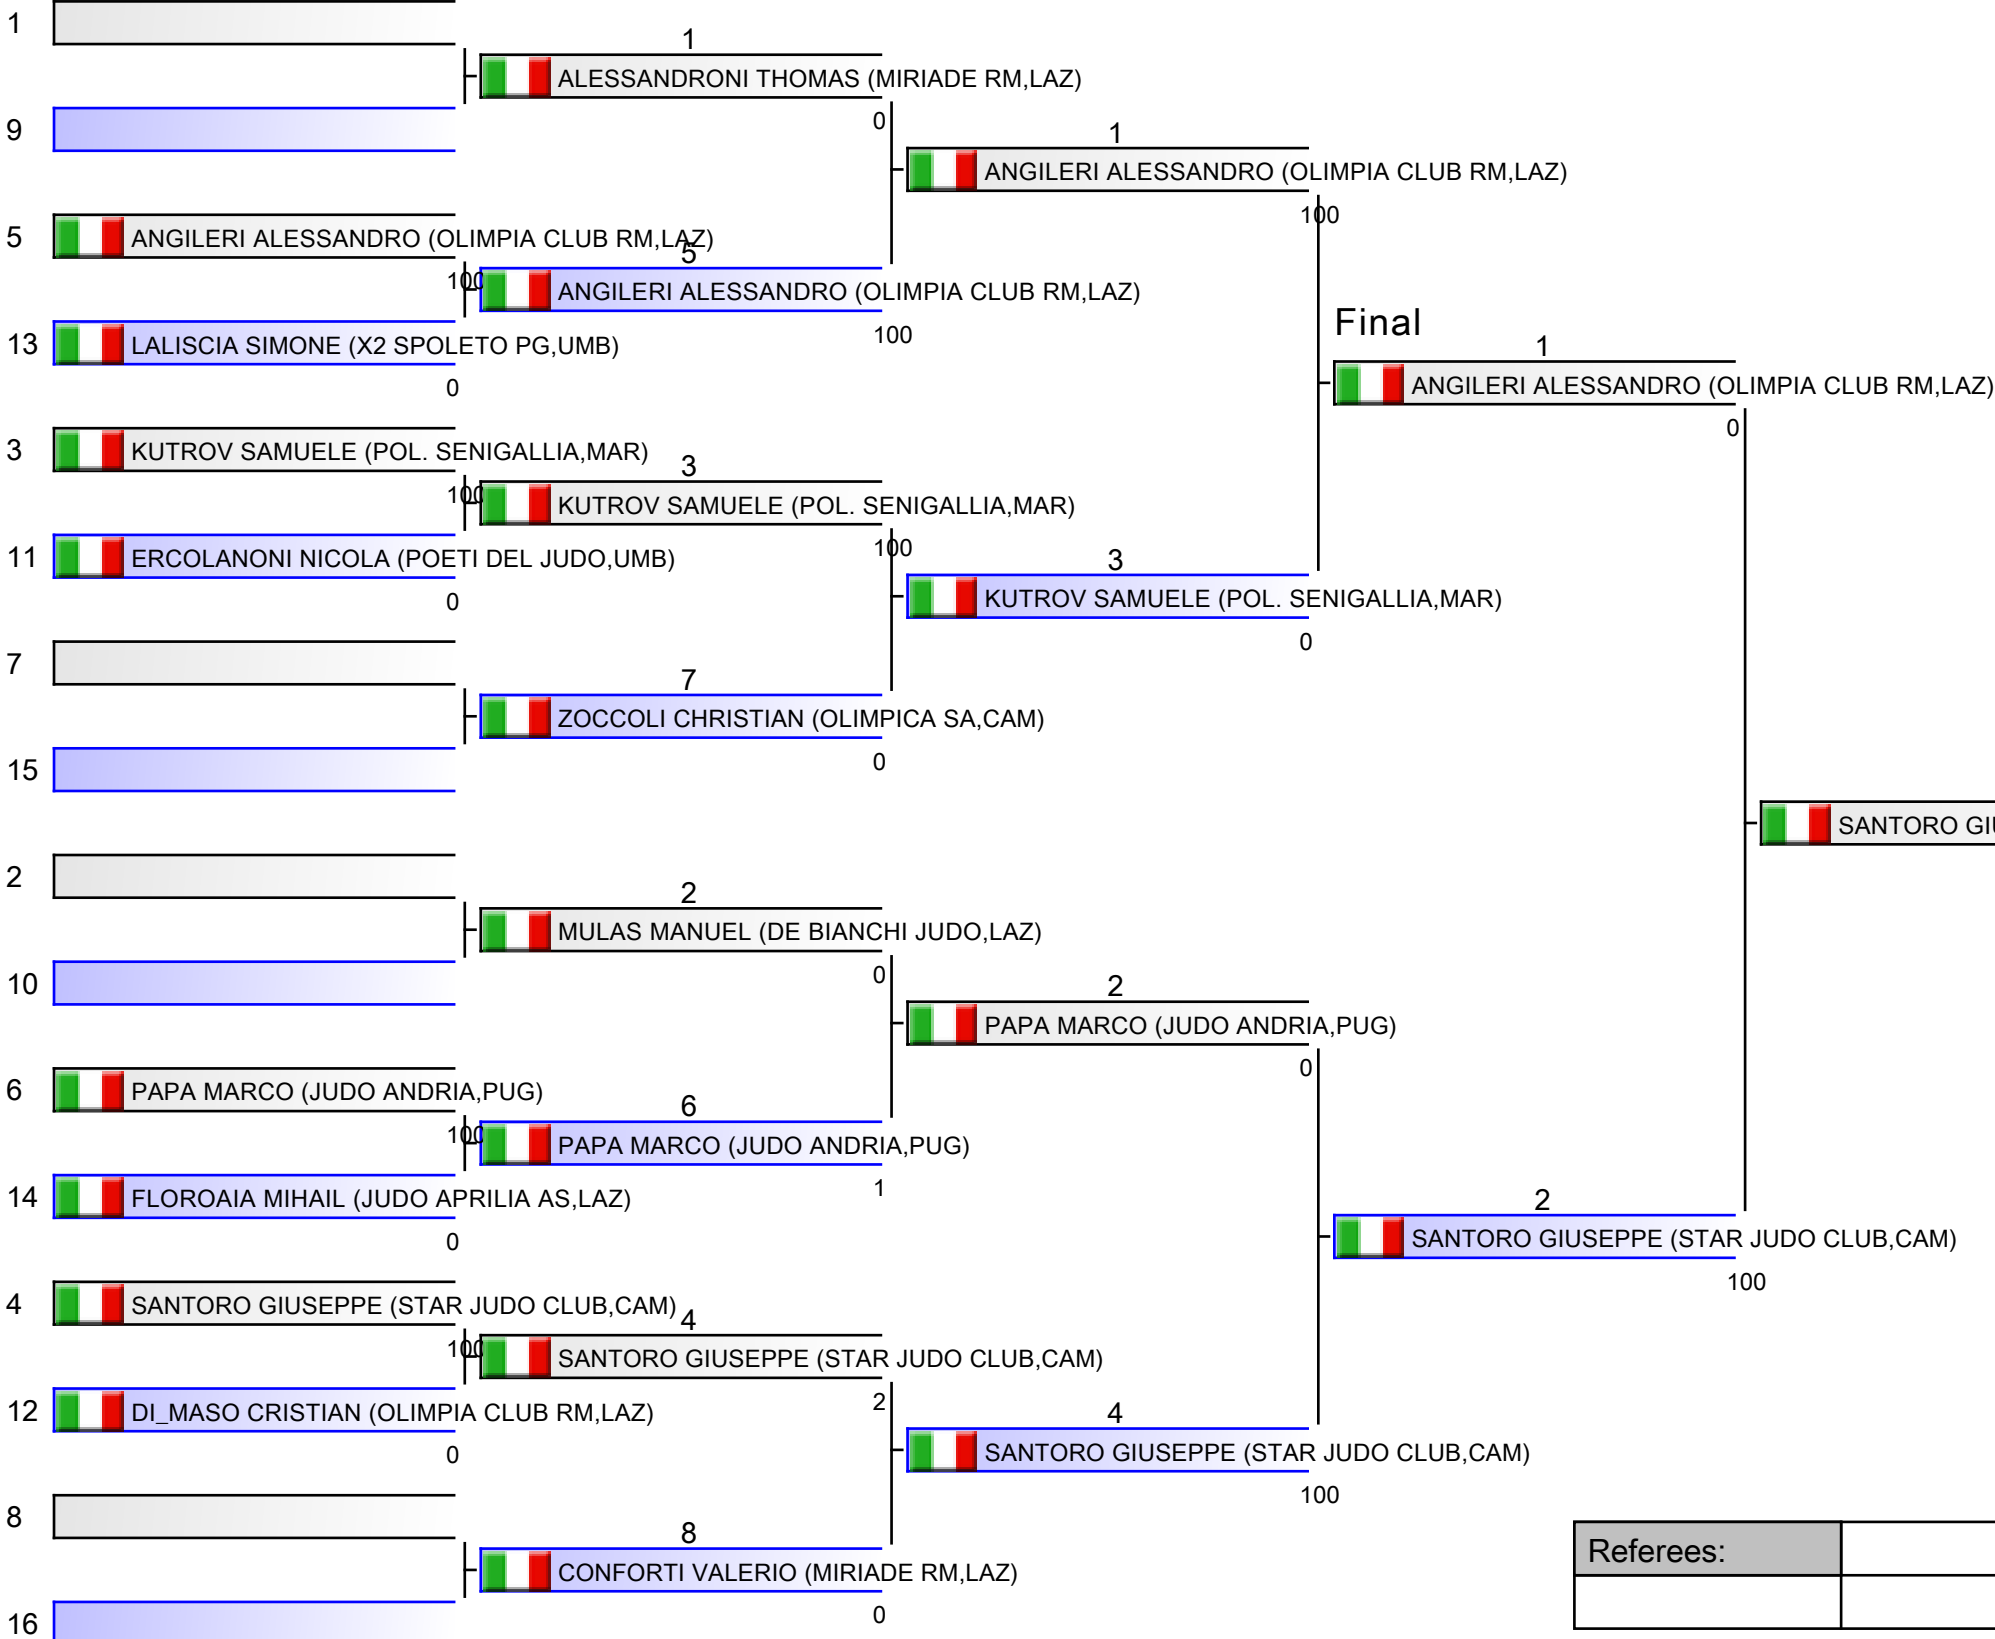 1
1
ALESSANDRONI THOMAS (MIRIADE RM,LAZ)
0
9
1
ANGILERI ALESSANDRO (OLIMPIA CLUB RM,LAZ)
100
5
ANGILERI ALESSANDRO (OLIMPIA CLUB RM,LAZ)
100
5
ANGILERI ALESSANDRO (OLIMPIA CLUB RM,LAZ)
100
13
LALISCIA SIMONE (X2 SPOLETO PG,UMB)
0
Final
1
ANGILERI ALESSANDRO (OLIMPIA CLUB RM,LAZ)
0
3
KUTROV SAMUELE (POL. SENIGALLIA,MAR)
100
3
KUTROV SAMUELE (POL. SENIGALLIA,MAR)
100
11
ERCOLANONI NICOLA (POETI DEL JUDO,UMB)
0
3
KUTROV SAMUELE (POL. SENIGALLIA,MAR)
0
7
7
ZOCCOLI CHRISTIAN (OLIMPICA SA,CAM)
0
15
SANTORO GIU
2
2
MULAS MANUEL (DE BIANCHI JUDO,LAZ)
0
10
2
PAPA MARCO (JUDO ANDRIA,PUG)
0
6
PAPA MARCO (JUDO ANDRIA,PUG)
100
6
PAPA MARCO (JUDO ANDRIA,PUG)
1
14
FLOROAIA MIHAIL (JUDO APRILIA AS,LAZ)
0
2
SANTORO GIUSEPPE (STAR JUDO CLUB,CAM)
100
4
SANTORO GIUSEPPE (STAR JUDO CLUB,CAM)
100
4
SANTORO GIUSEPPE (STAR JUDO CLUB,CAM)
2
12
DI_MASO CRISTIAN (OLIMPIA CLUB RM,LAZ)
0
4
SANTORO GIUSEPPE (STAR JUDO CLUB,CAM)
100
8
8
CONFORTI VALERIO (MIRIADE RM,LAZ)
0
16
Referees: